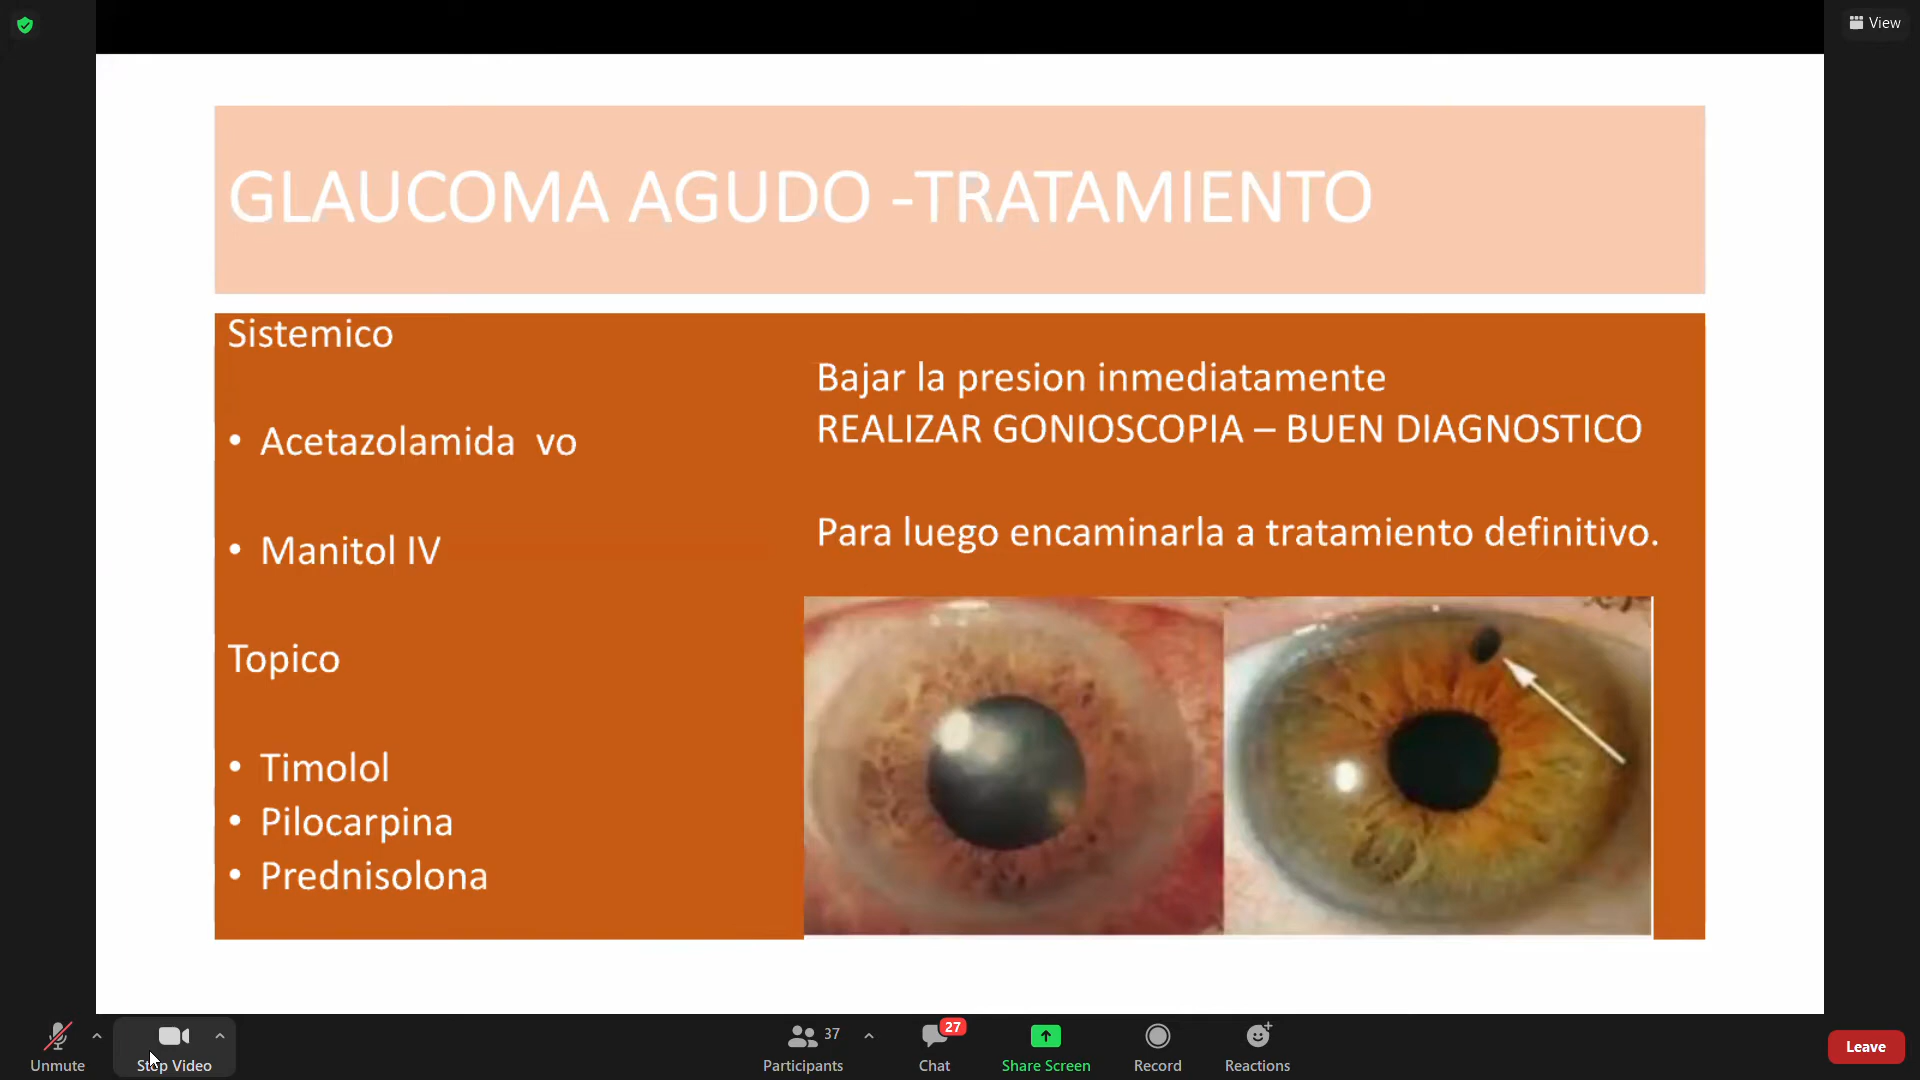 View
GLAUCOMA AGUDO -TRATAMIENTO
Sistemico
• Acetazolamida vo
• Manitol IV
Topico
• Timolol
• Pilocarpina
• Prednisolona
Bajar la presion inmediatamente
REALIZAR GONIOSCOPIA – BUEN DIAGNOSTICO
Para luego encaminarla a tratamiento definitivo.
Unmute
Stop Video
37
Participants
27
Chat
Share Screen
Record
Reactions
Leave